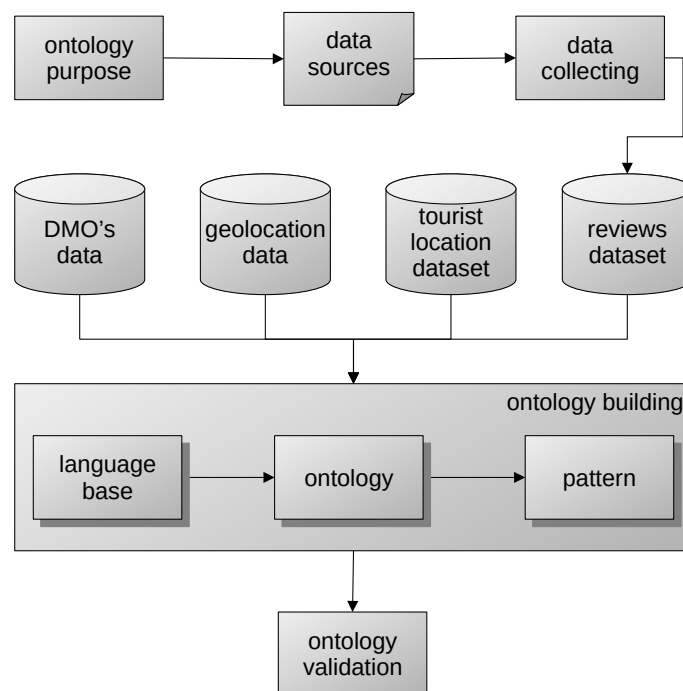 ontology
purpose
data
sources
data
collecting
DMO's
data
geolocation
data
tourist
location
dataset
reviews
dataset
ontology building
language
base
ontology
pattern
ontology
validation